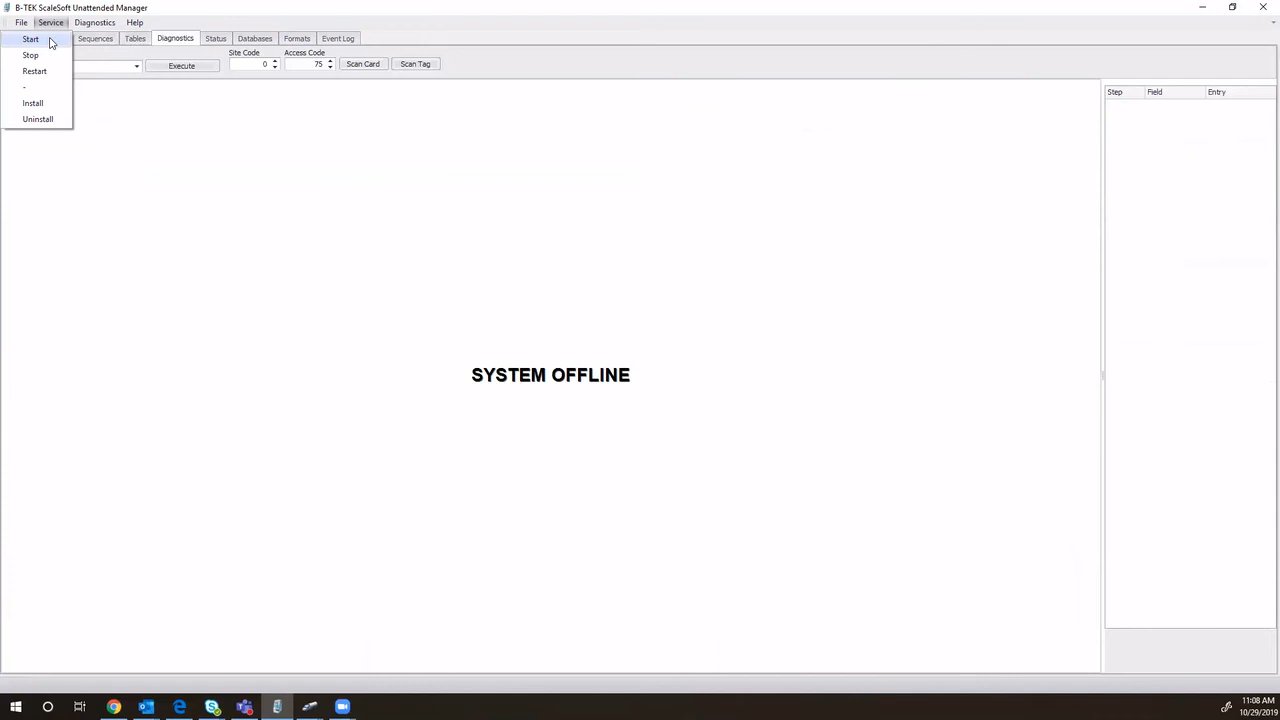 B-TEK ScaleSoft Unattended Manager
File Service Diagnostics Help
Start Sequences Tables Diagnostics Status Databases Formats Event Log
Site Code Access Code
Stop
Execute 0 75 Scan Card Scan Tag
Restart
-
Install
Uninstall
Step Field Entry
SYSTEM OFFLINE
11:08 AM
10/29/2019